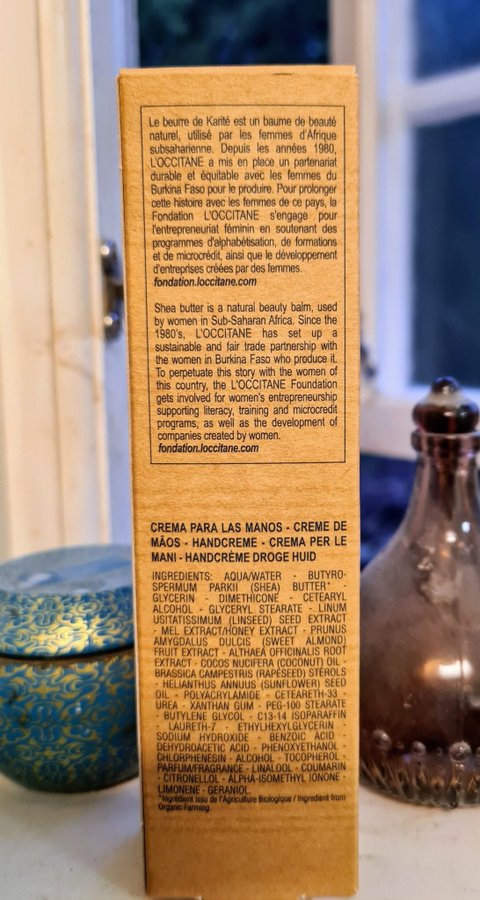 Le beurre de Karité est un baume de beauté
naturel, utilisé par les femmes d'Afrique
subsaharienne. Depuis les années 1980,
L'OCCITANE a mis en place un partenariat
durable et équitable avec les femmes du
Burkina Faso pour le produire. Pour prolonger
cette histoire avec les femmes de ce pays, la
Fondation L'OCCITANE s'engage pour
l'entrepreneuriat féminin en soutenant des
programmes d'alphabétisation, de formations
et de microcrédit, ainsi que le développement
d'entreprises créées par des femmes.
fondation.loccitane.com
Shea butter is a natural beauty balm, used
by women in Sub-Saharan Africa. Since the
1980's, L'OCCITANE has set up a
sustainable and fair trade partnership with
the women in Burkina Faso who produce it.
To perpetuate this story with the women of
this country, the L'OCCITANE Foundation
gets involved for women's entrepreneurship
supporting literacy, training and microcredit
programs, as well as the development of
companies created by women.
fondation.loccitane.com
CREMA PARA LAS MANOS - CREME DE
MÃOS - HANDCREME - CREMA PER LE
MANI - HANDCRÈME DROGE HUID
INGREDIENTS: AQUA/WATER - BUTYRO-
SPERMUM PARKII (SHEA) BUTTER* -
GLYCERIN - DIMETHICONE - CETEARYL
ALCOHOL - GLYCERYL STEARATE - LINUM
USITATISSIMUM (LINSEED) SEED EXTRACT
- MEL EXTRACT/HONEY EXTRACT - PRUNUS
AMYGDALUS DULCIS (SWEET ALMOND)
FRUIT EXTRACT - ALTHAEA OFFICINALIS ROOT
EXTRACT - COCOS NUCIFERA (COCONUT) OIL -
BRASSICA CAMPESTRIS (RAPESEED) STEROLS
- HELIANTHUS ANNUUS (SUNFLOWER) SEED
OIL - POLYACRYLAMIDE - CETEARETH-33 -
UREA - XANTHAN GUM - PEG-100 STEARATE
- BUTYLENE GLYCOL - C13-14 ISOPARAFFIN
- LAURETH-7 - ETHYLHEXYLGLYCERIN -
SODIUM HYDROXIDE - BENZOIC ACID -
DEHYDROACETIC ACID - PHENOXYETHANOL -
CHLORPHENESIN - ALCOHOL - TOCOPHEROL -
PARFUM/FRAGRANCE - LINALOOL - COUMARIN
- CITRONELLOL - ALPHA-ISOMETHYL IONONE -
LIMONENE - GERANIOL.
*Ingrédient issu de l'Agriculture Biologique / Ingredient from
Organic Farming.